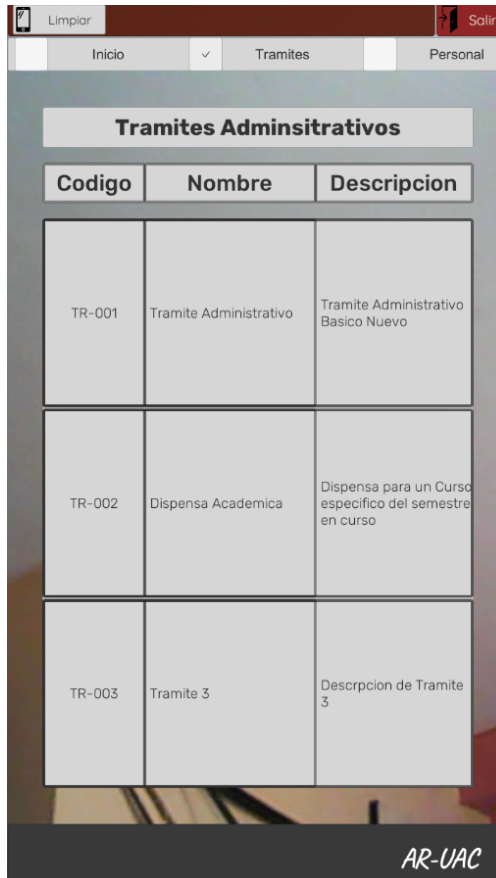 Limpiar
Salir
Inicio
Tramites
Personal
Tramites Adminsitrativos
Codigo
Nombre
Descripcion
TR-001
Tramite Administrativo
Tramite Administrativo
Basico Nuevo
TR-002
Dispensa Academica
Dispensa para un Curso
especifico del semestre
en curso
TR-003
Tramite 3
Descrpcion de Tramite
3
AR-UAC